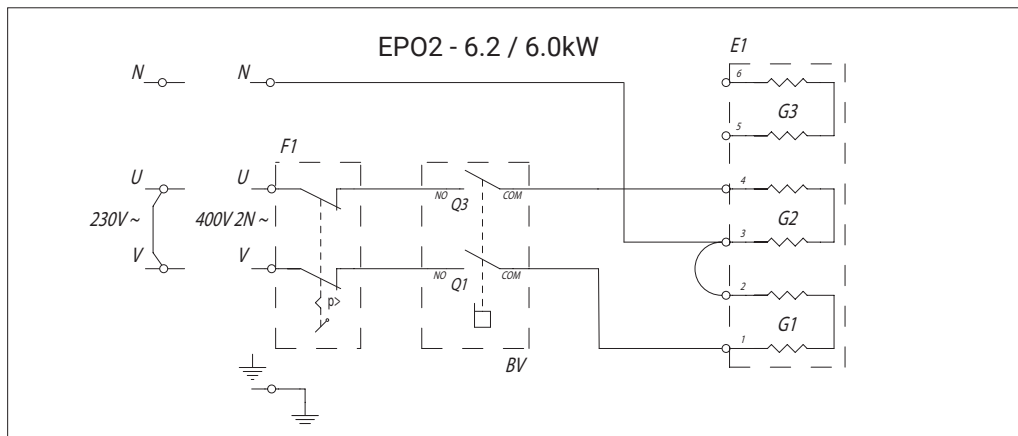 EPO2 - 6.2 / 6.0kW
E1
N
N
6
G3
5
F1
U
U
4
NO
Q3
COM
230V ~
400V 2N ~
G2
3
V
V
NO
Q1
COM
2
p>
G1
1
BV